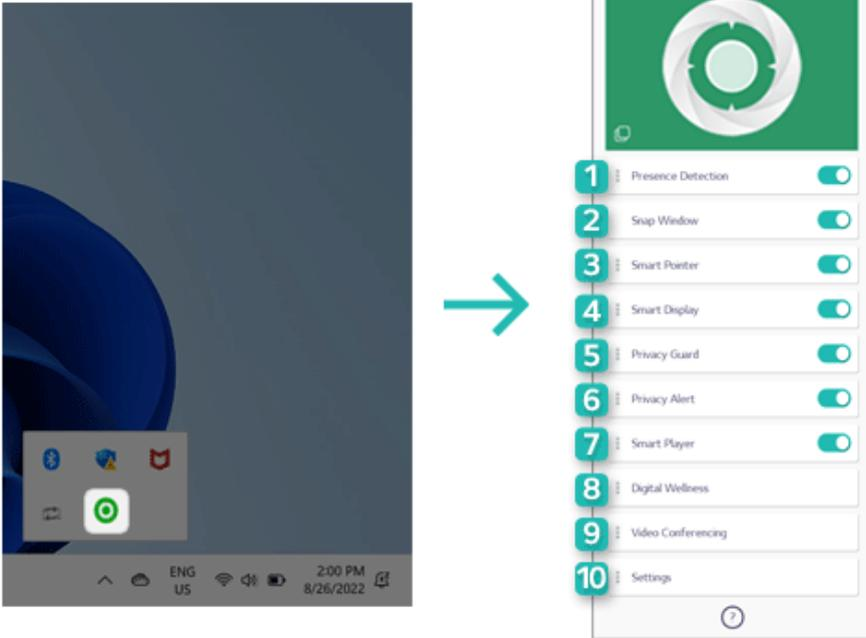 ENG
US
2:00 PM
8/26/2022
1 Presence Detection
2 Snap Window
3 Smart Pointer
4 Smart Display
5 Privacy Guard
6 Privacy Alert
7 Smart Player
8 Digital Wellness
9 Video Conferencing
10 Settings
?